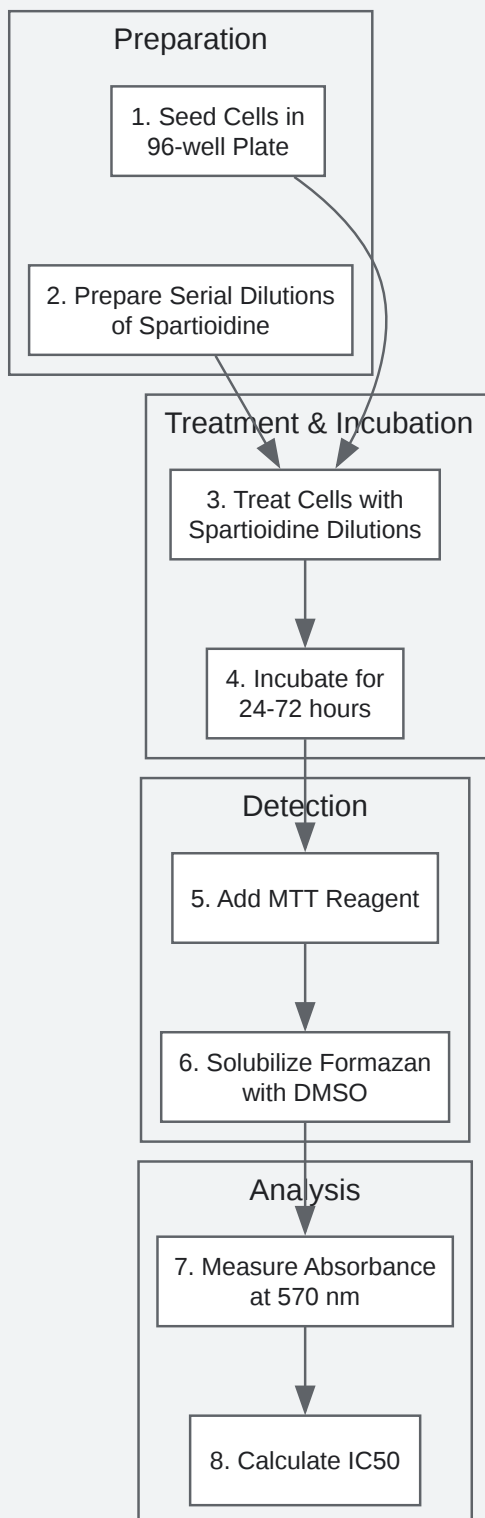 Preparation
1. Seed Cells in
96-well Plate
2. Prepare Serial Dilutions
of Spartioidine
Treatment & Incubation
3. Treat Cells with
Spartioidine Dilutions
4. Incubate for
24-72 hours
Detection
5. Add MTT Reagent
6. Solubilize Formazan
with DMSO
Analysis
7. Measure Absorbance
at 570 nm
8. Calculate IC50